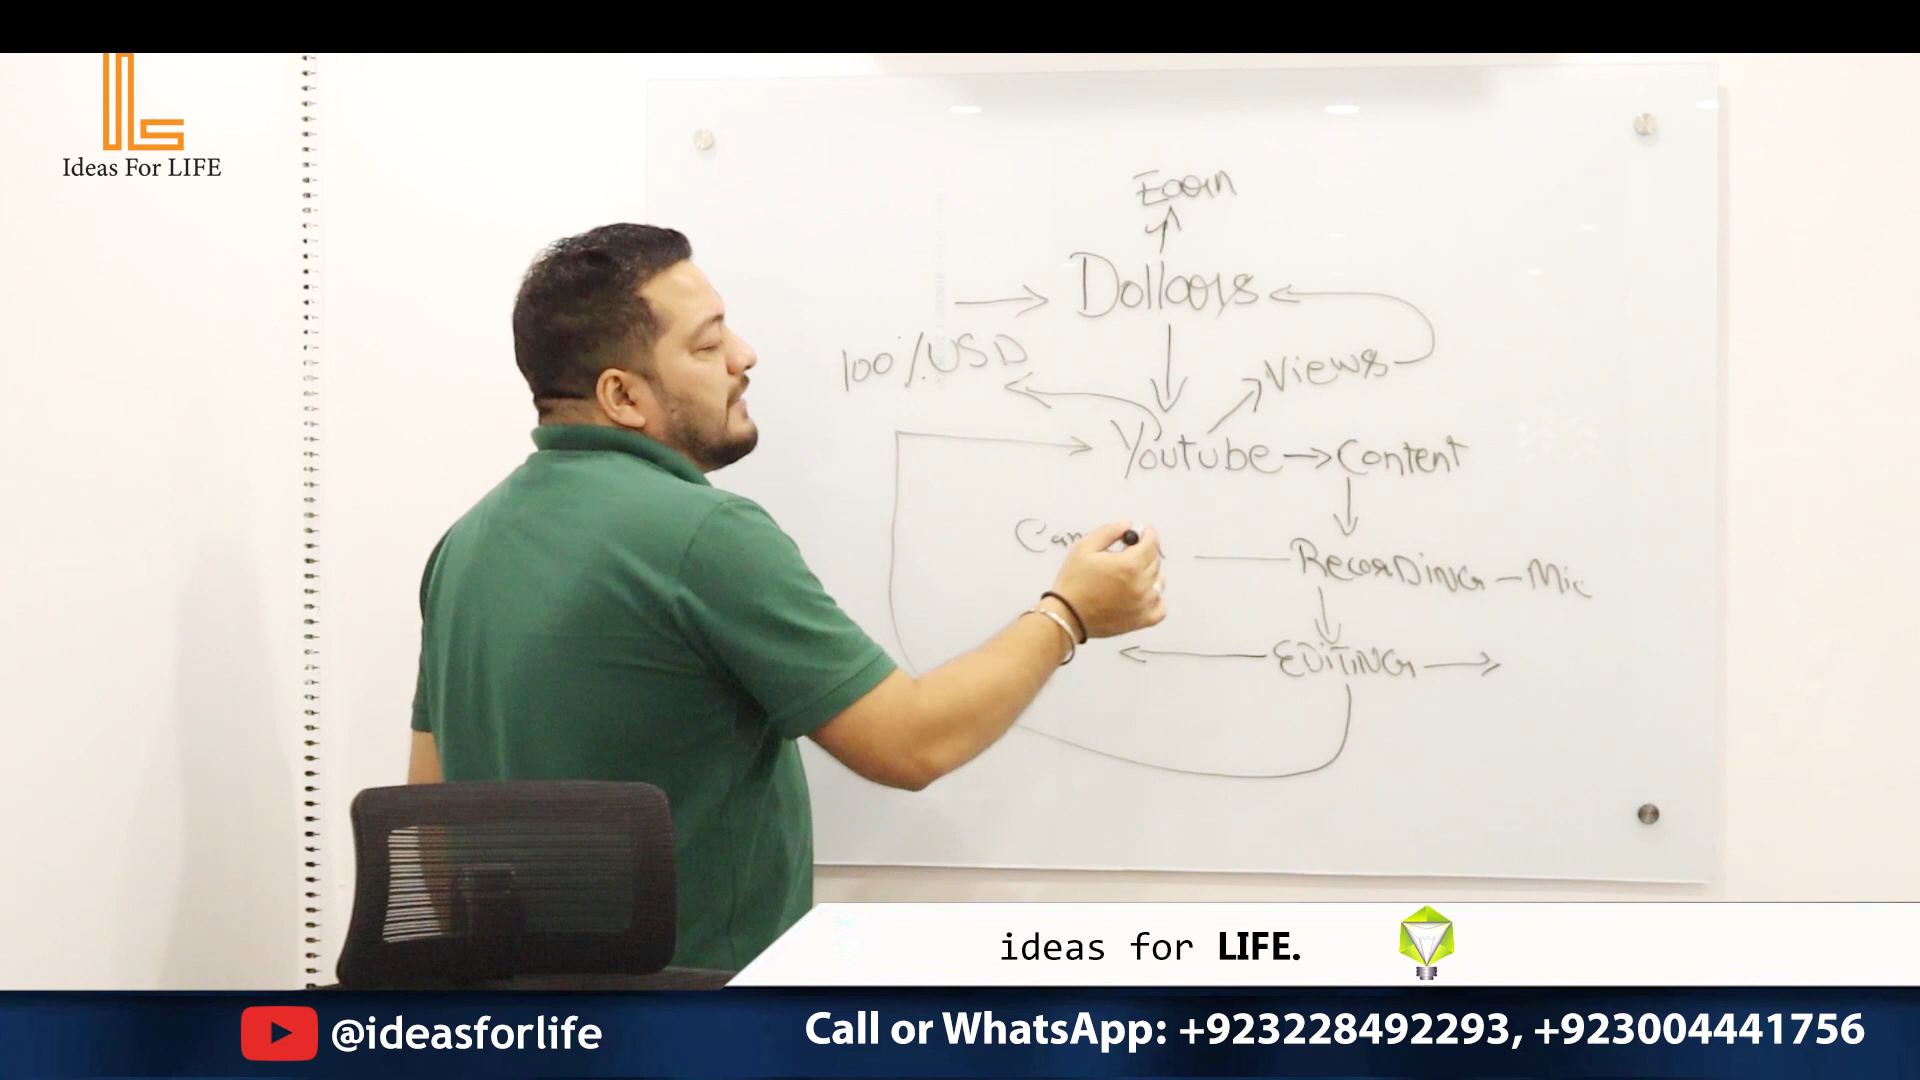 Ideas For LIFE
Earn
Dollars
100% USD
Views
Youtube
Content
RECORDING - Mic
EDITING
ideas for LIFE.
@ideasforlife
Call or WhatsApp: +923228492293, +923004441756